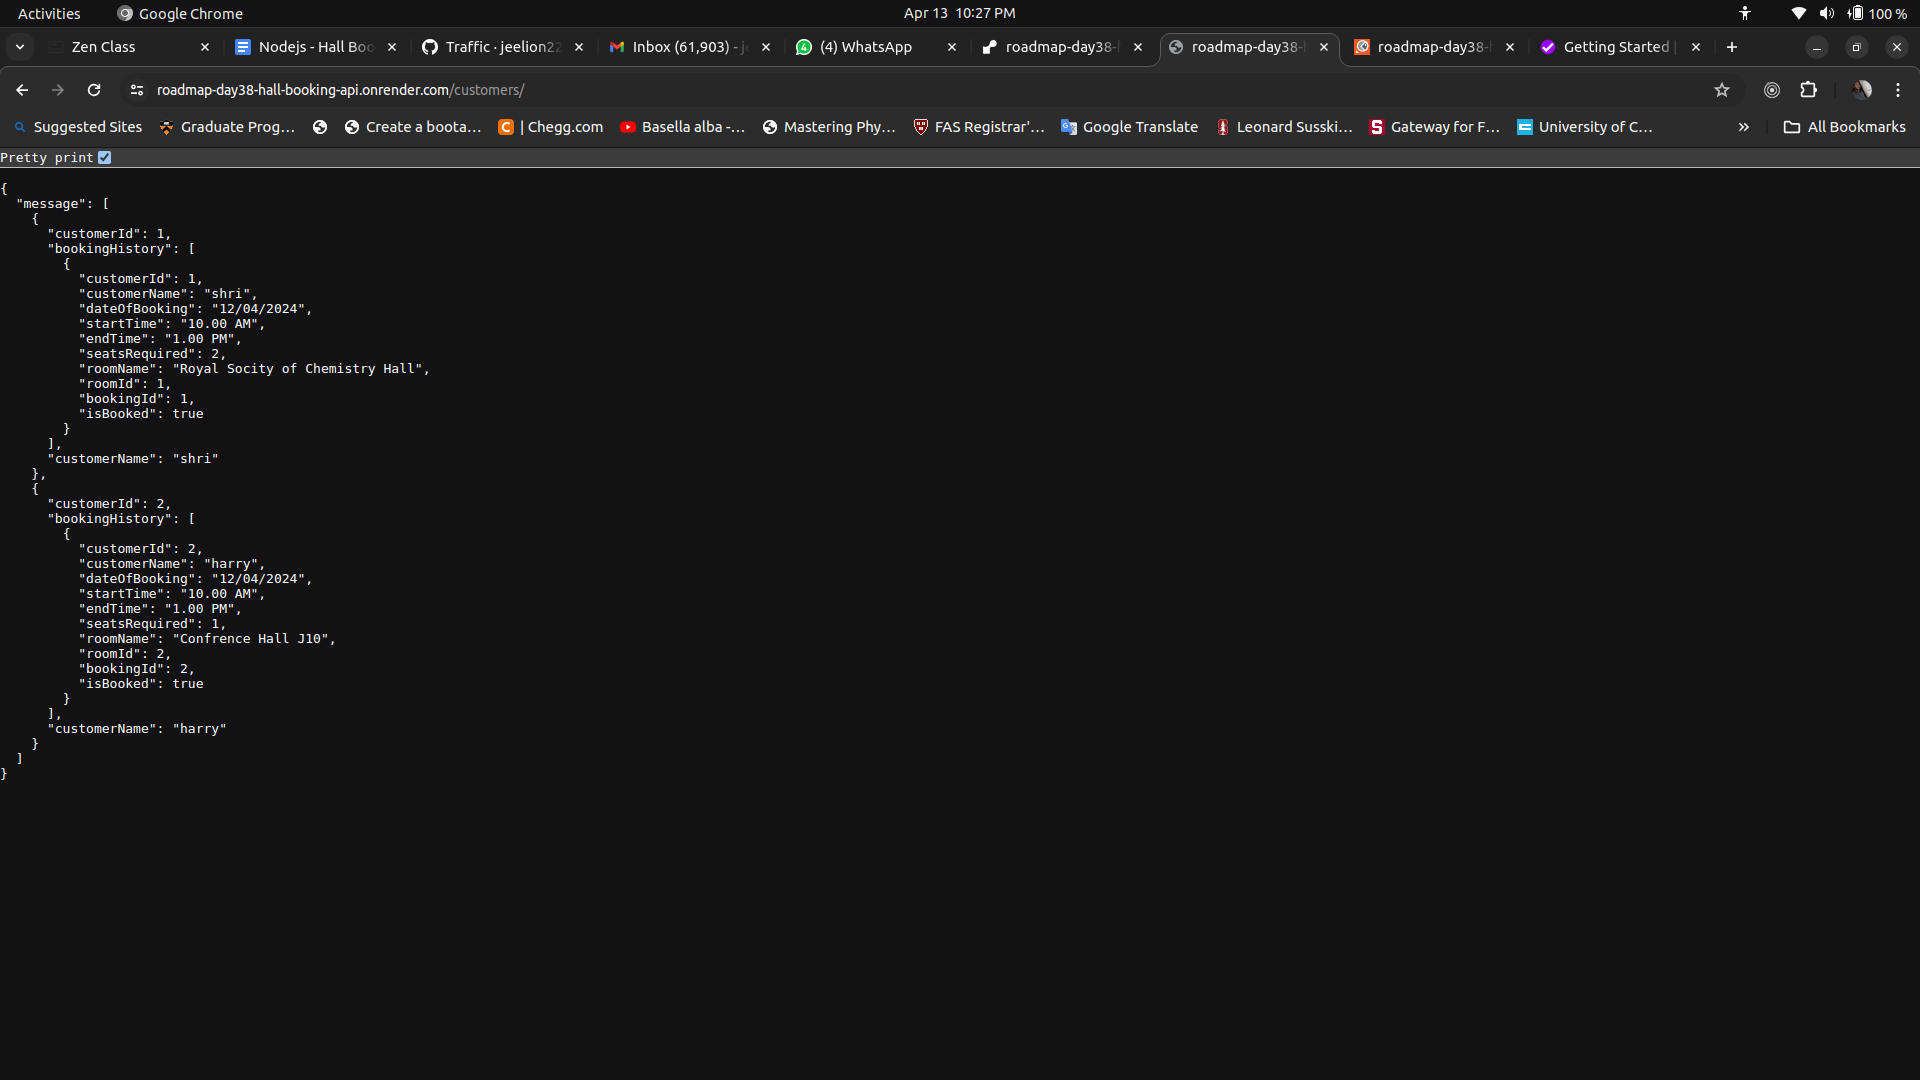 Activities Google Chrome Apr 13 10:27 PM 100 %
Zen Class Nodejs - Hall Boo Traffic · jeelion22 Inbox (61,903) - je (4) WhatsApp roadmap-day38-h roadmap-day38-h roadmap-day38-h Getting Started |
roadmap-day38-hall-booking-api.onrender.com/customers/
Suggested Sites Graduate Prog... Create a boota... | Chegg.com Basella alba -... Mastering Phy... FAS Registrar'... Google Translate Leonard Susski... Gateway for F... University of C... » All Bookmarks
Pretty print
{
  "message": [
    {
      "customerId": 1,
      "bookingHistory": [
        {
          "customerId": 1,
          "customerName": "shri",
          "dateOfBooking": "12/04/2024",
          "startTime": "10.00 AM",
          "endTime": "1.00 PM",
          "seatsRequired": 2,
          "roomName": "Royal Socity of Chemistry Hall",
          "roomId": 1,
          "bookingId": 1,
          "isBooked": true
        }
      ],
      "customerName": "shri"
    },
    {
      "customerId": 2,
      "bookingHistory": [
        {
          "customerId": 2,
          "customerName": "harry",
          "dateOfBooking": "12/04/2024",
          "startTime": "10.00 AM",
          "endTime": "1.00 PM",
          "seatsRequired": 1,
          "roomName": "Confrence Hall J10",
          "roomId": 2,
          "bookingId": 2,
          "isBooked": true
        }
      ],
      "customerName": "harry"
    }
  ]
}